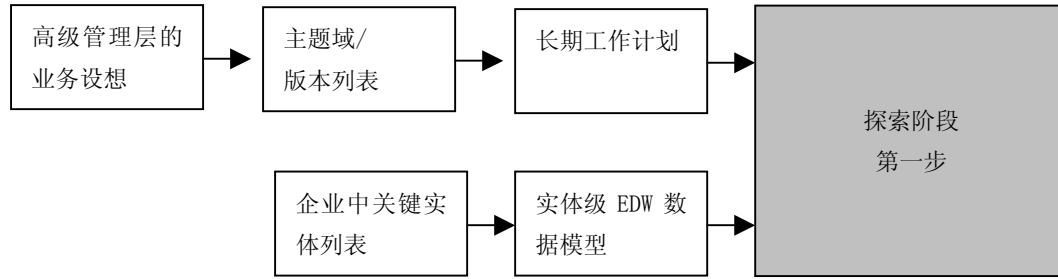 高级管理层的
业务设想
主题域/
版本列表
长期工作计划
探索阶段
第一步
企业中关键实
体列表
实体级 EDW 数
据模型